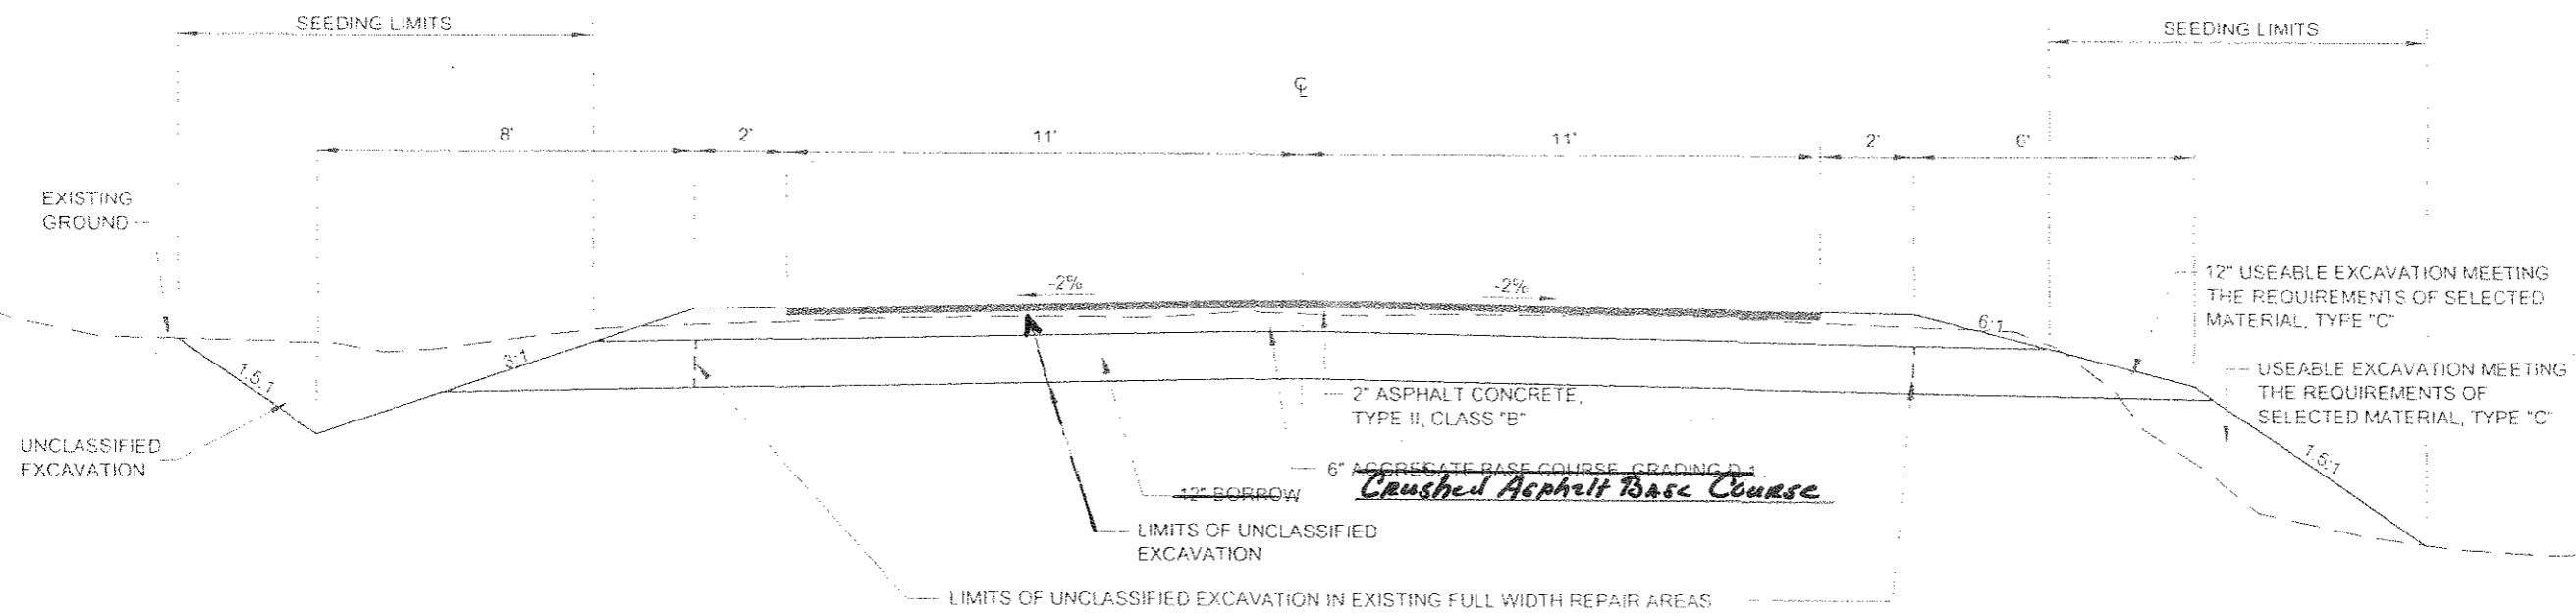 SEEDING LIMITS
SEEDING LIMITS
℄
8'
2'
11'
11'
2'
6'
EXISTING
GROUND
-2%
-2%
12" USEABLE EXCAVATION MEETING
THE REQUIREMENTS OF SELECTED
MATERIAL, TYPE "C"
6:1
1.5:1
3:1
USEABLE EXCAVATION MEETING
THE REQUIREMENTS OF
SELECTED MATERIAL, TYPE "C"
2" ASPHALT CONCRETE,
TYPE II, CLASS "B"
UNCLASSIFIED
EXCAVATION
6" AGGREGATE BASE COURSE, GRADING D-1
Crushed Asphalt Base Course
12" BORROW
1.5:1
LIMITS OF UNCLASSIFIED
EXCAVATION
LIMITS OF UNCLASSIFIED EXCAVATION IN EXISTING FULL WIDTH REPAIR AREAS